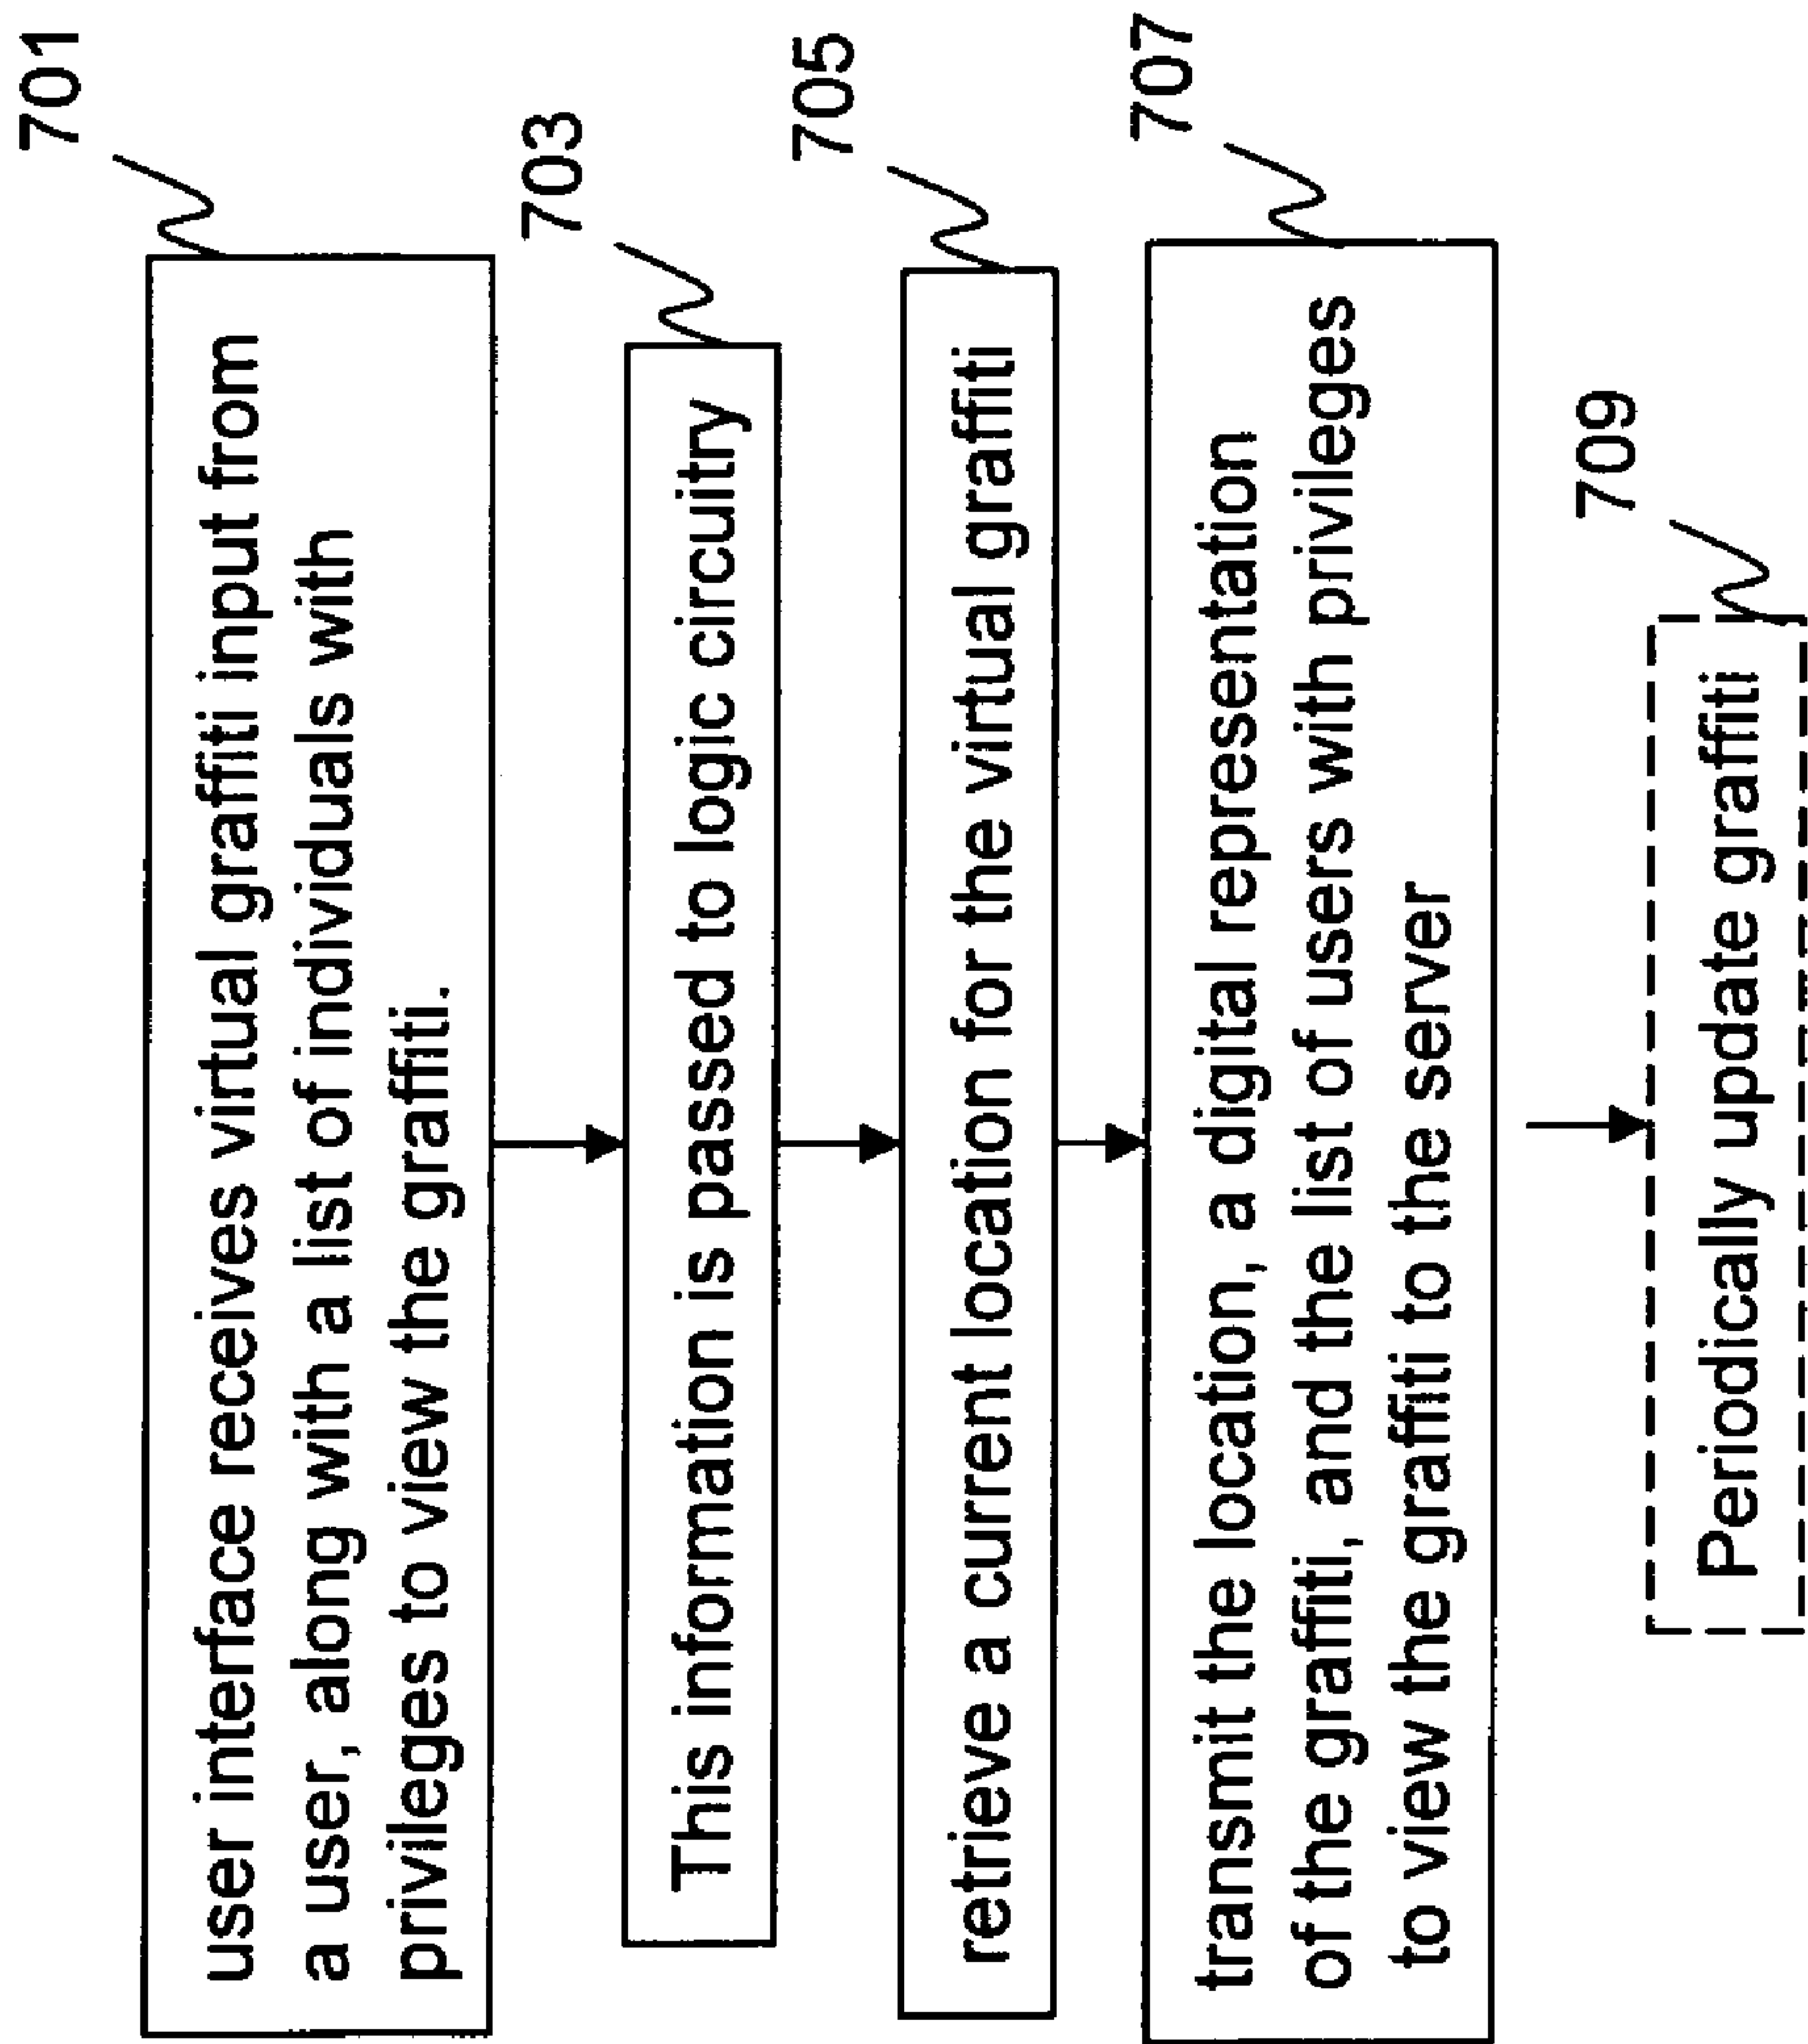 701
user interface receives virtual graffiti input from
a user, along with a list of individuals with
privileges to view the graffiti.
703
This information is passed to logic circuitry
705
retrieve a current location for the virtual graffiti
707
transmit the location, a digital representation
of the graffiti, and the list of users with privileges
to view the graffiti to the server
709
Periodically update graffiti